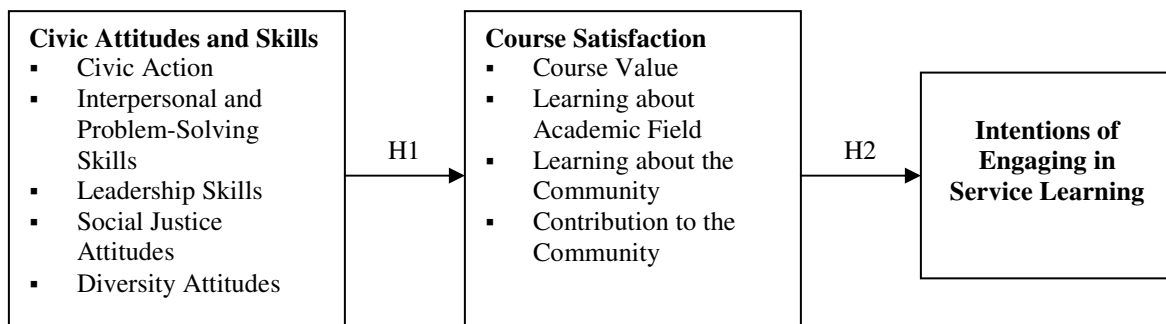 Civic Attitudes and Skills
▪ Civic Action
▪ Interpersonal and
Problem-Solving
Skills
▪ Leadership Skills
▪ Social Justice
Attitudes
▪ Diversity Attitudes
H1
Course Satisfaction
▪ Course Value
▪ Learning about
Academic Field
▪ Learning about the
Community
▪ Contribution to the
Community
H2
Intentions of
Engaging in
Service Learning